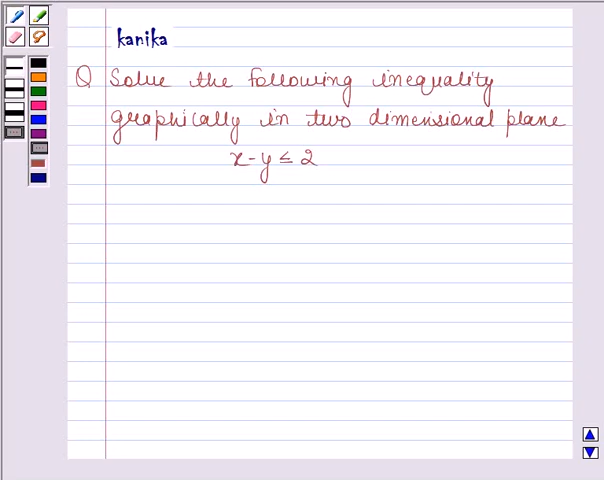 kanika
Q Solve the following inequality
graphically in two dimensional plane
x - y ≤ 2